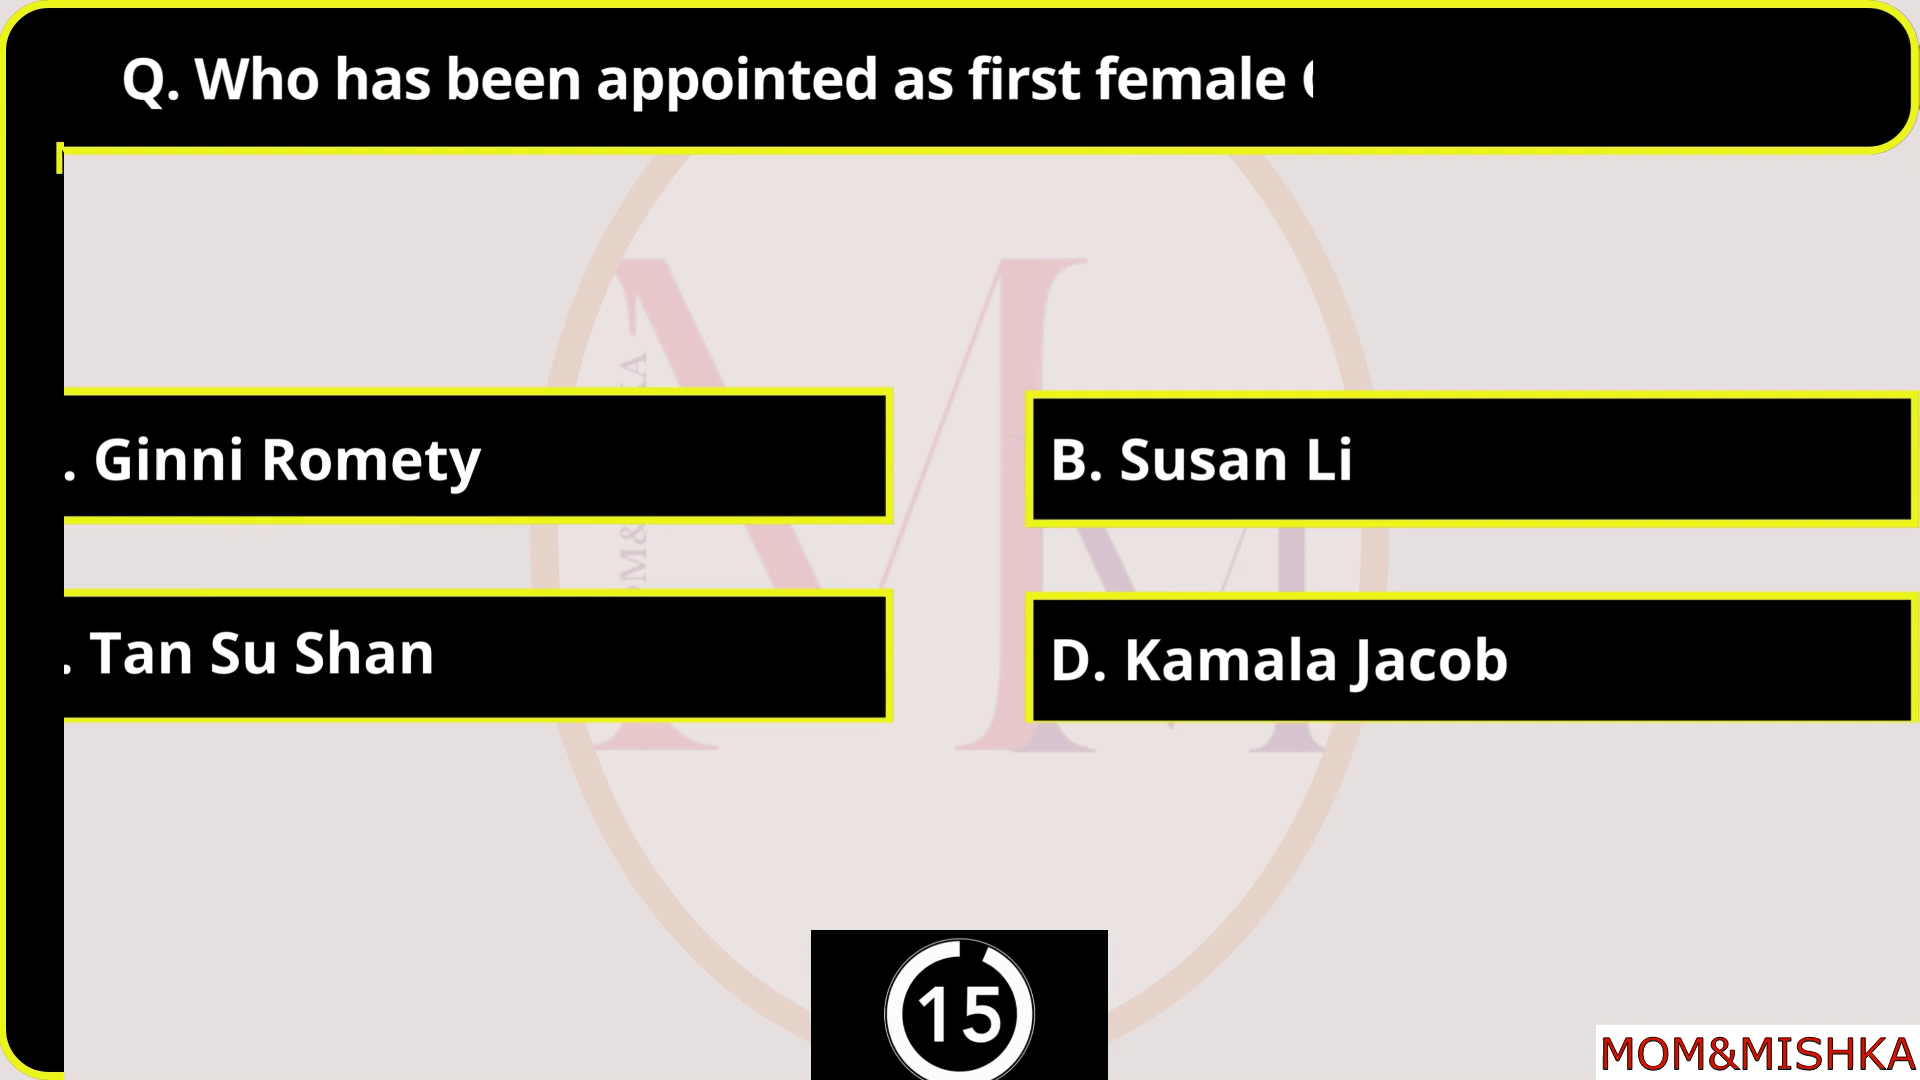 Q. Who has been appointed as first female
. Ginni Romety
B. Susan Li
. Tan Su Shan
D. Kamala Jacob
15
MOM&MISHKA